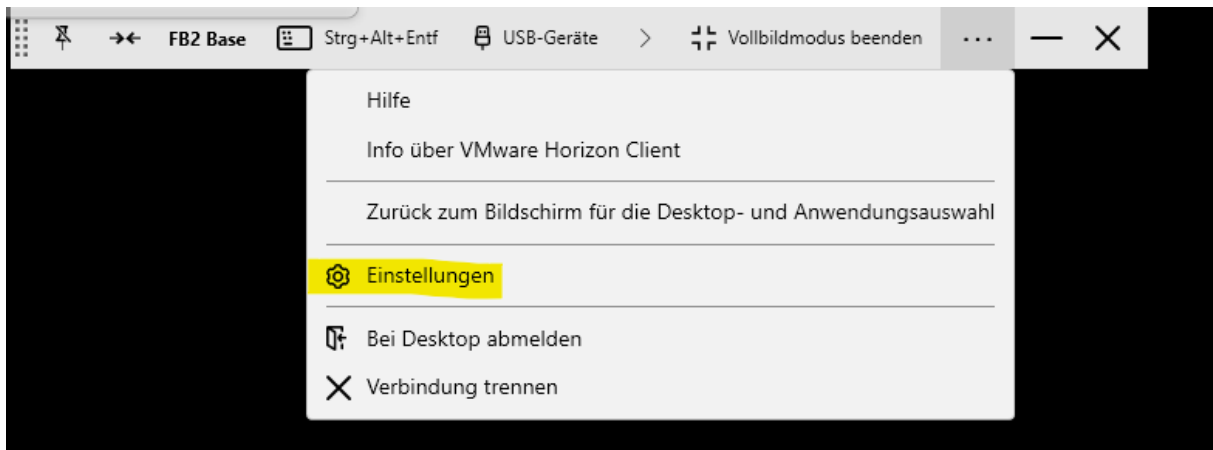 FB2 Base Strg+Alt+Entf USB-Geräte Vollbildmodus beenden ...
Hilfe
Info über VMware Horizon Client
Zurück zum Bildschirm für die Desktop- und Anwendungsauswahl
Einstellungen
Bei Desktop abmelden
Verbindung trennen